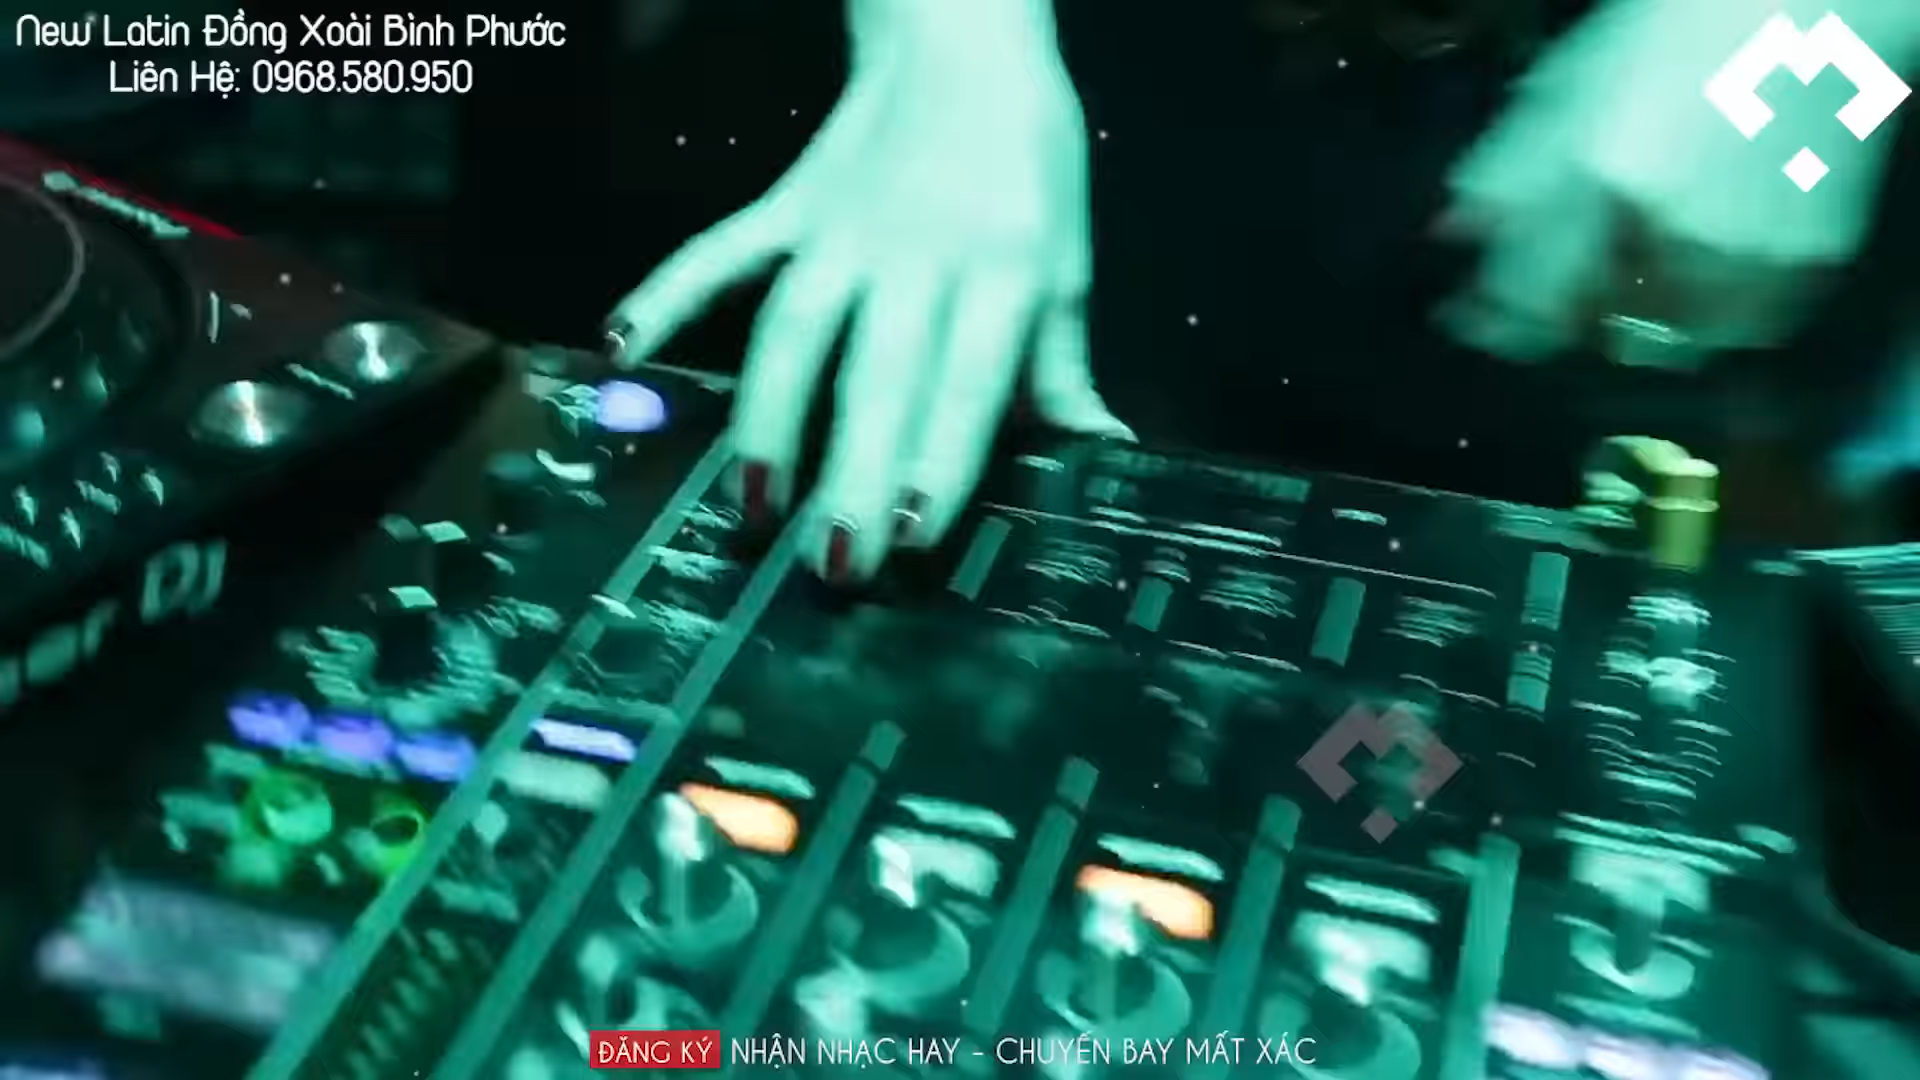 New Latin Đồng Xoài Bình Phước
Liên Hệ: 0968.580.950
DJ
ĐĂNG KÝ NHẬN NHẠC HAY - CHUYẾN BAY MẤT XÁC